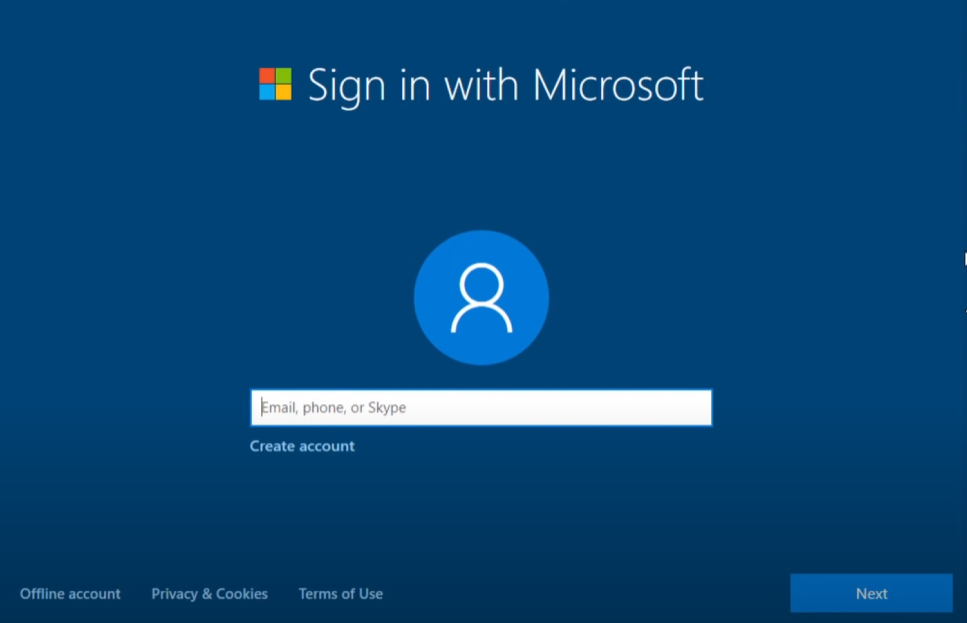 Sign in with Microsoft
Email, phone, or Skype
Create account
Offline account Privacy & Cookies Terms of Use Next